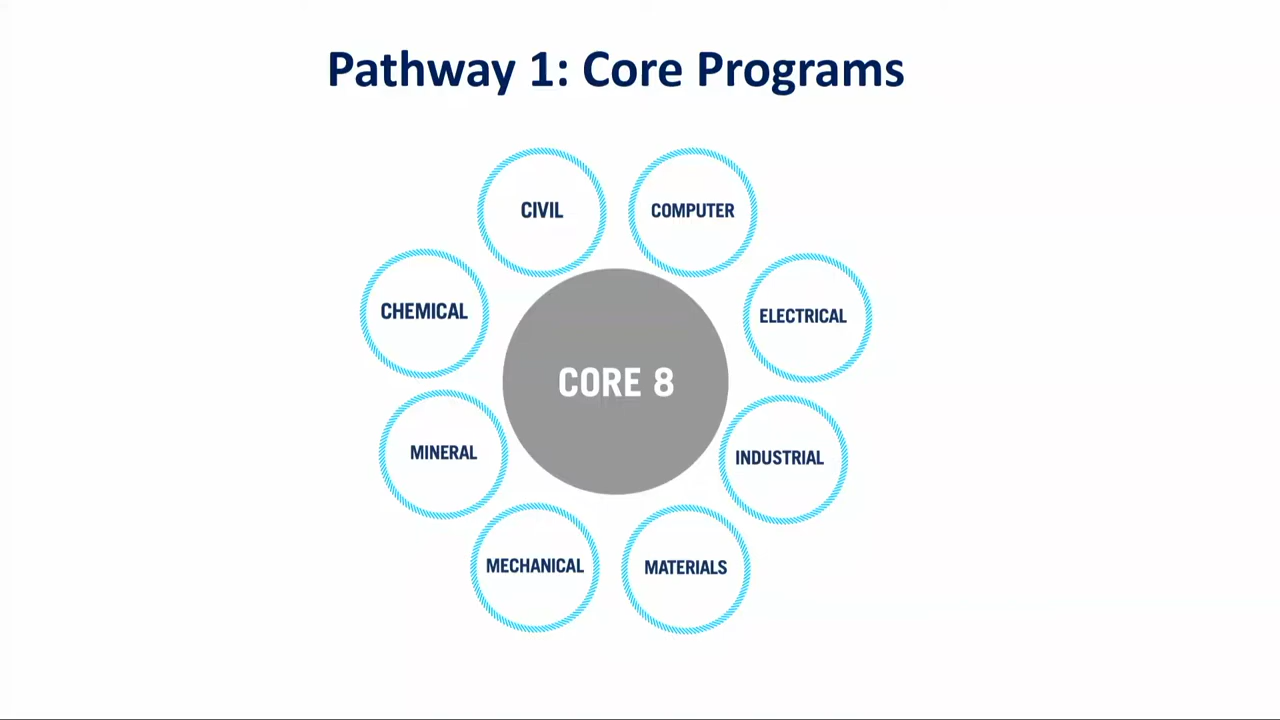 Pathway 1: Core Programs
CIVIL
COMPUTER
CHEMICAL
ELECTRICAL
CORE 8
MINERAL
INDUSTRIAL
MECHANICAL
MATERIALS